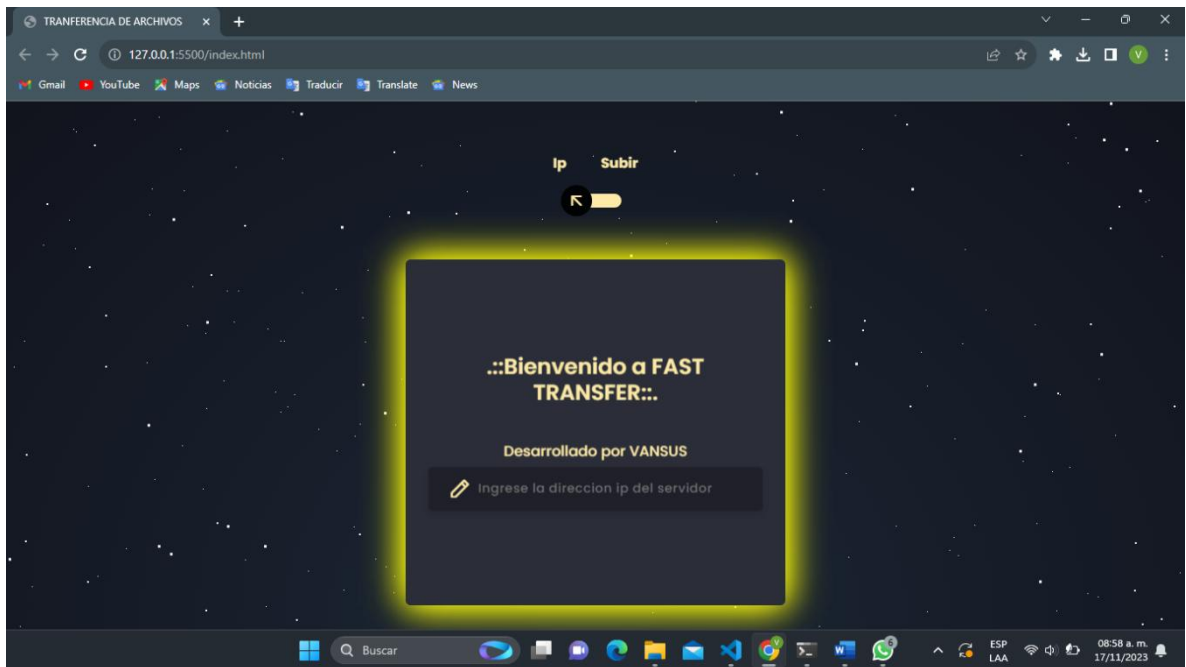 TRANFERENCIA DE ARCHIVOS
127.0.0.1:5500/index.html
V
Gmail YouTube Maps Noticias Traducir Translate News
Ip Subir
.::Bienvenido a FAST
TRANSFER::.
Desarrollado por VANSUS
Ingrese la direccion ip del servidor
Buscar
ESP
LAA
08:58 a. m.
17/11/2023